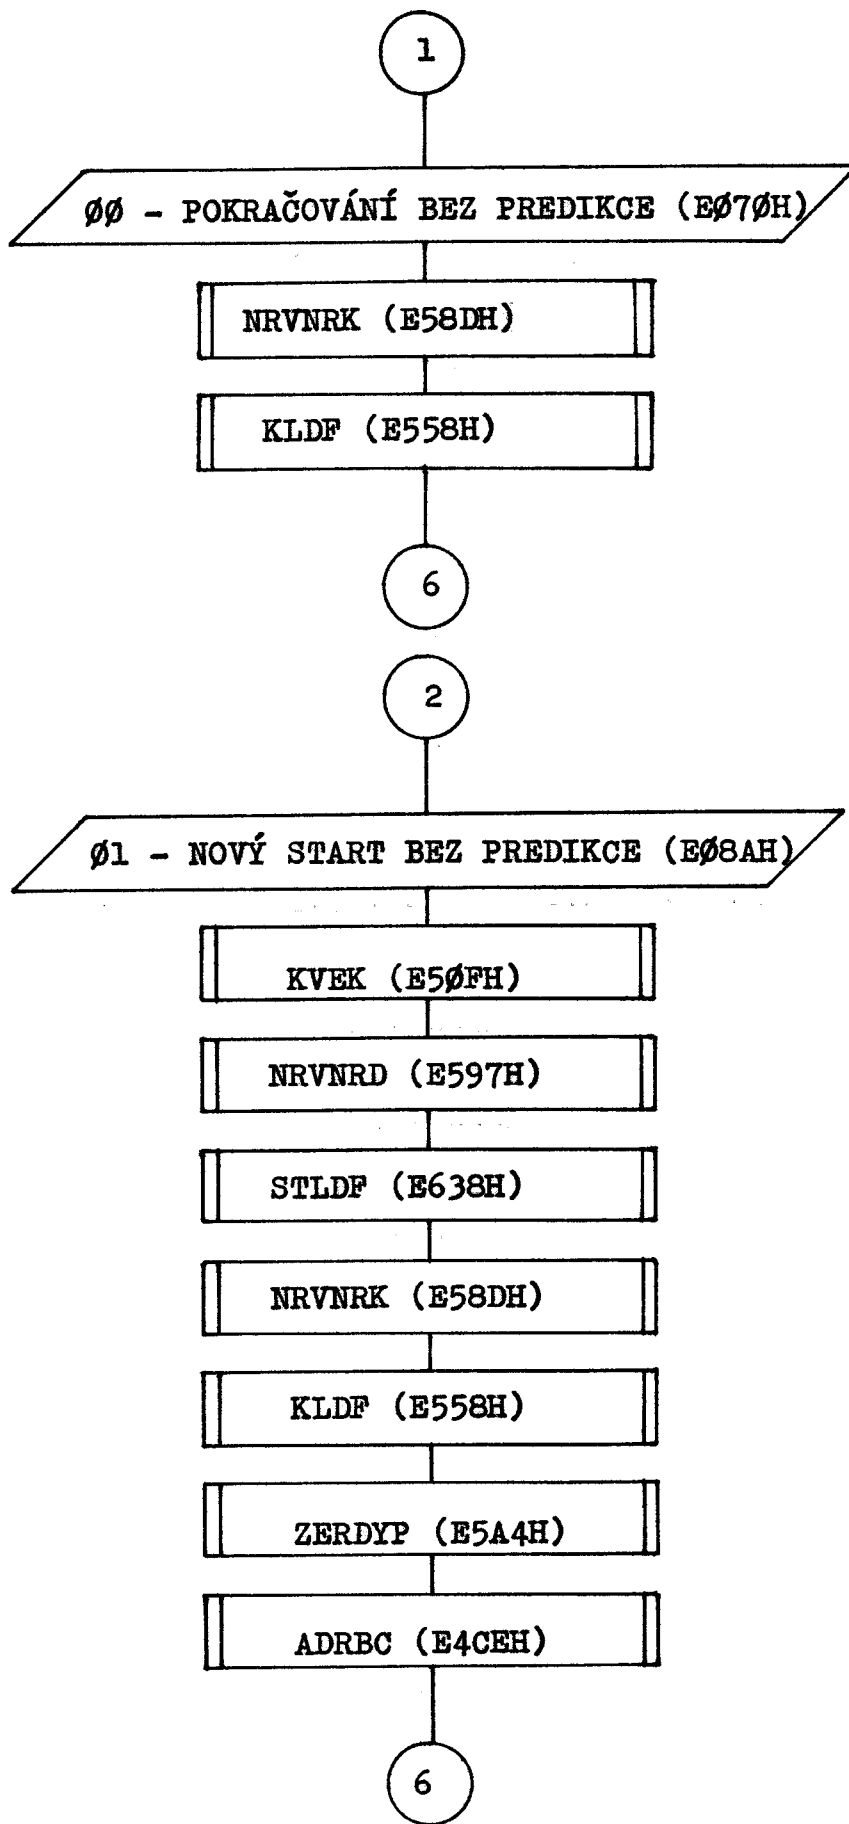 1
ØØ - POKRAČOVÁNÍ BEZ PREDIKCE (EØ7ØH)
NRVNRK (E58DH)
KLDF (E558H)
6
2
Ø1 - NOVÝ START BEZ PREDIKCE (EØ8AH)
KVEK (E5ØFH)
NRVNRD (E597H)
STLDF (E638H)
NRVNRK (E58DH)
KLDF (E558H)
ZERDYP (E5A4H)
ADRBC (E4CEH)
6